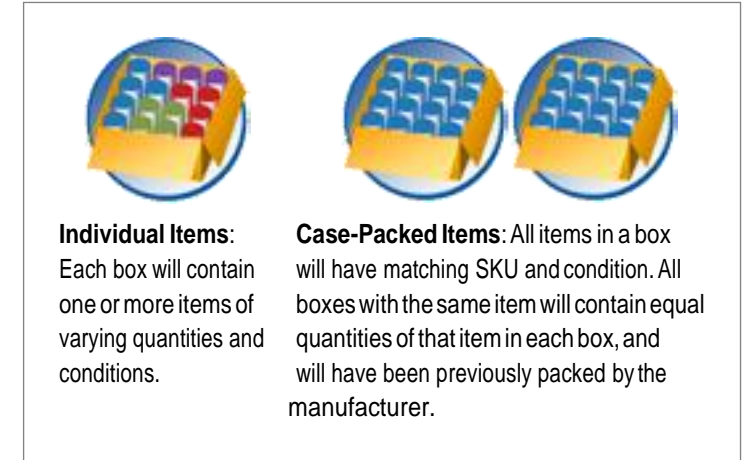 Individual Items:
Each box will contain
one or more items of
varying quantities and
conditions.
Case-Packed Items: All items in a box
will have matching SKU and condition. All
boxes with the same item will contain equal
quantities of that item in each box, and
will have been previously packed by the
manufacturer.